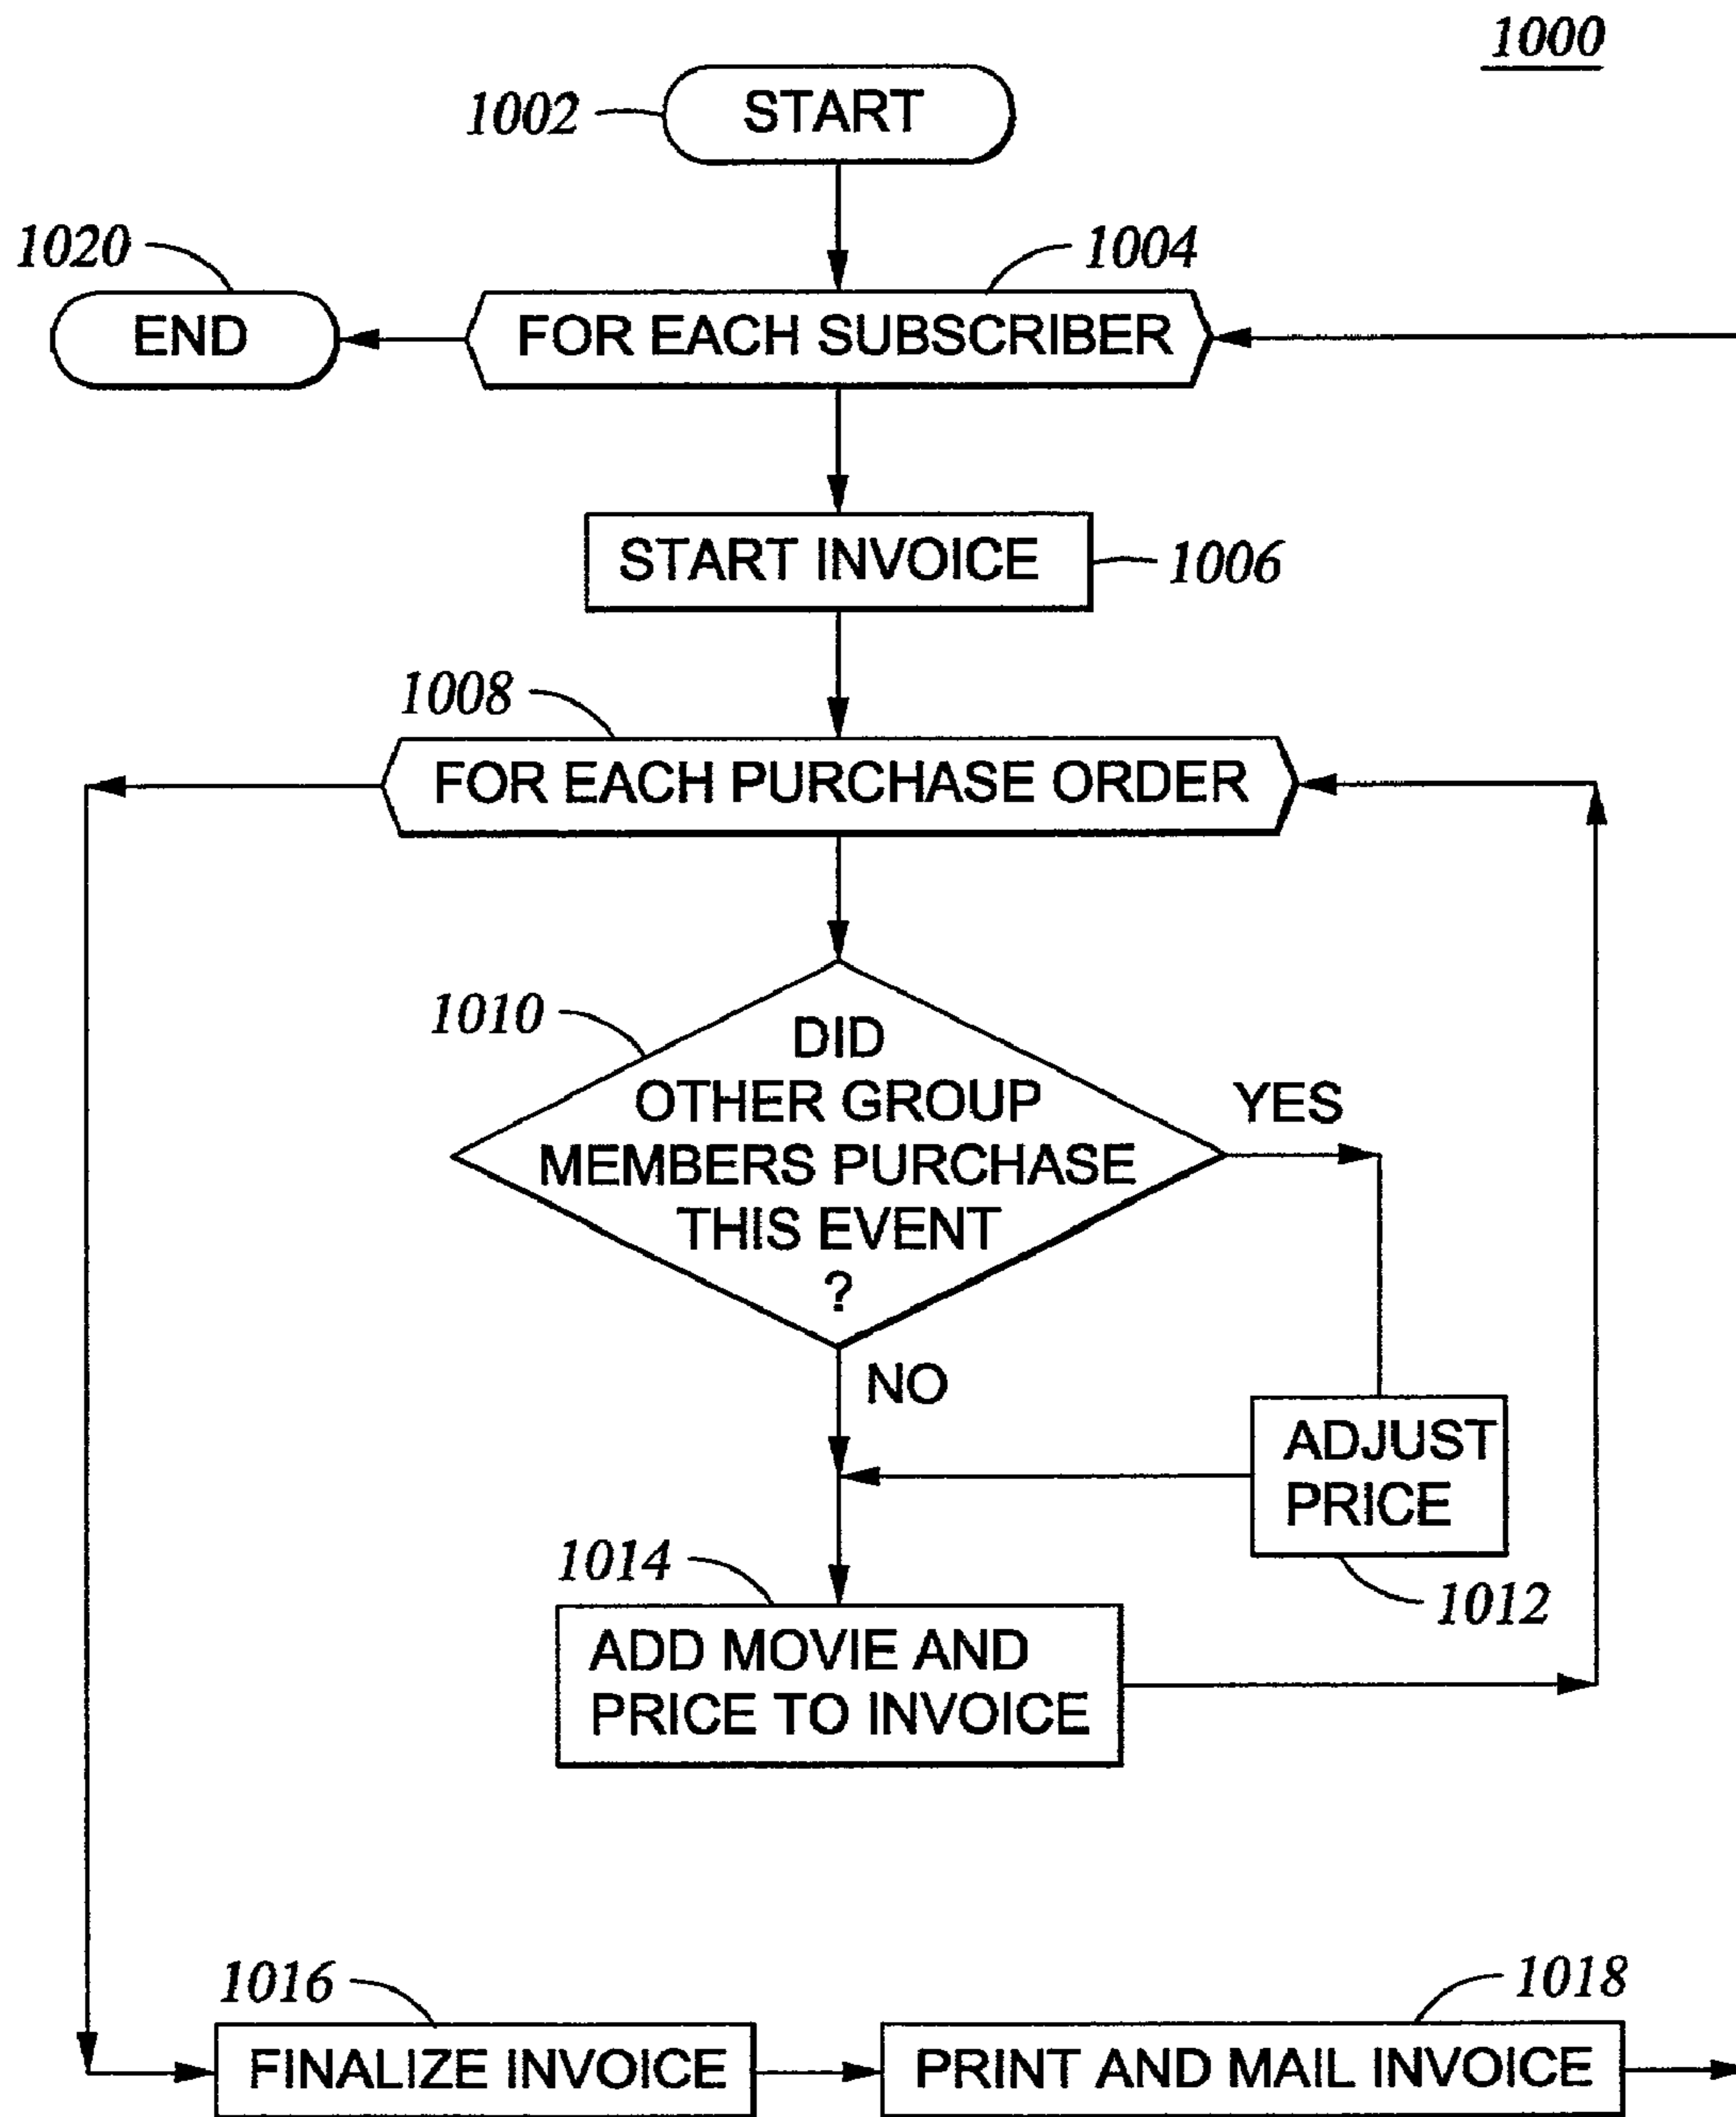 1000
1002
START
1020
1004
END
FOR EACH SUBSCRIBER
START INVOICE
1006
1008
FOR EACH PURCHASE ORDER
1010
DID
OTHER GROUP
MEMBERS PURCHASE
THIS EVENT
?
YES
NO
ADJUST
PRICE
1012
1014
ADD MOVIE AND
PRICE TO INVOICE
1016
1018
FINALIZE INVOICE
PRINT AND MAIL INVOICE